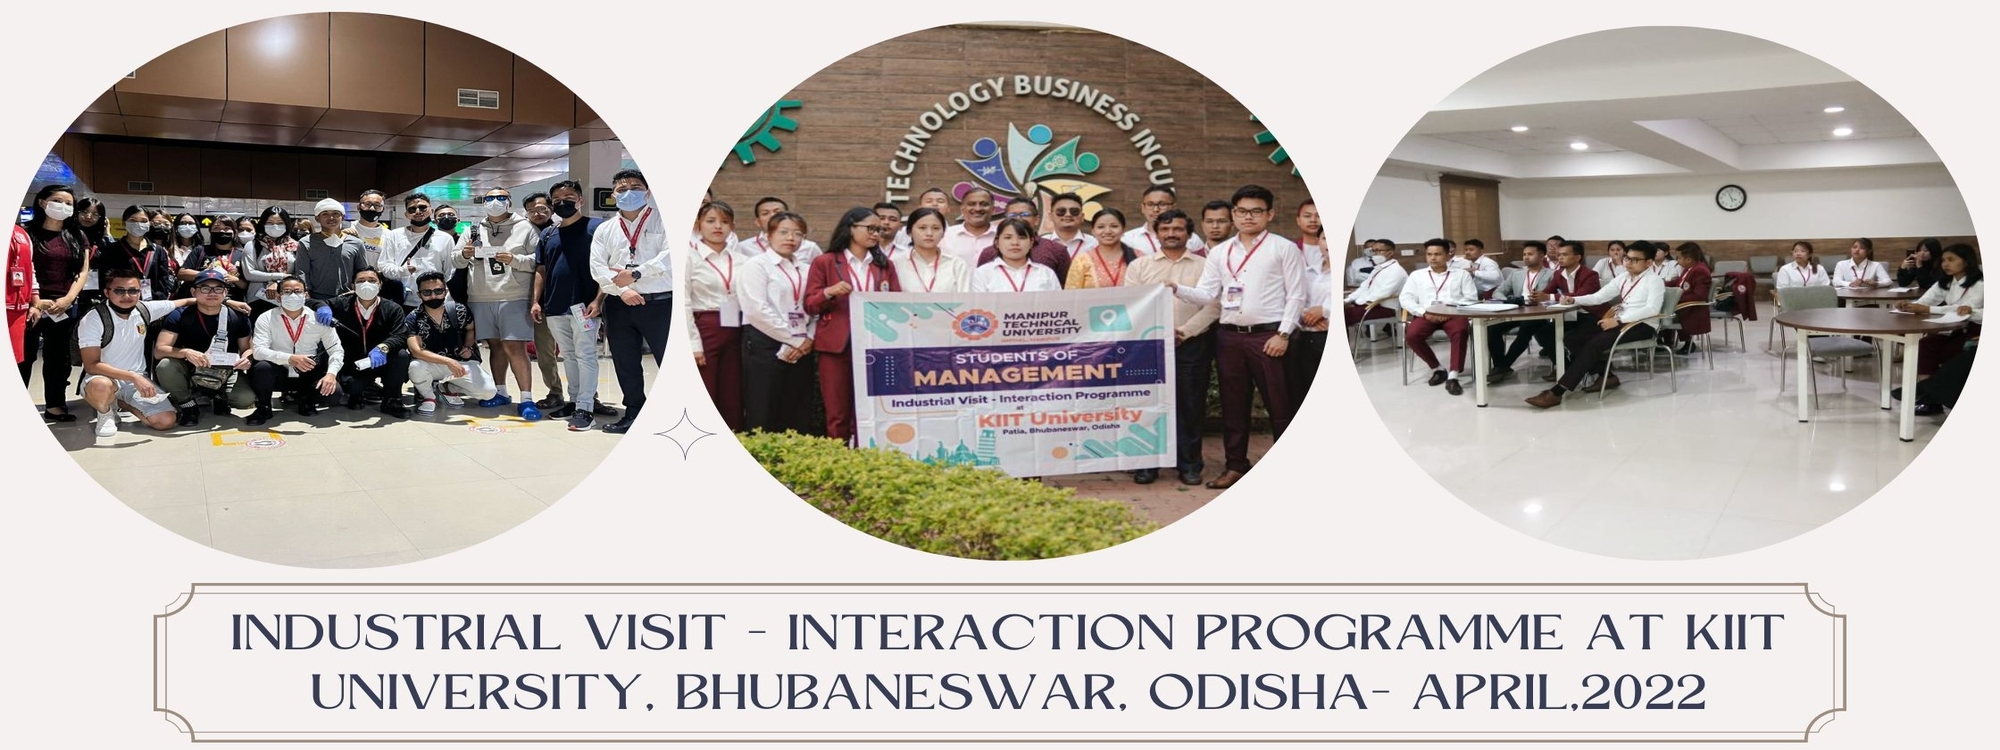 TECHNOLOGY BUSINESS INCU
MANIPUR
TECHNICAL
UNIVERSITY
STUDENTS OF
MANAGEMENT
Industrial Visit - Interaction Programme
at
KIIT University
Patia, Bhubaneswar, Odisha
INDUSTRIAL VISIT - INTERACTION PROGRAMME AT KIIT
UNIVERSITY, BHUBANESWAR, ODISHA- APRIL,2022